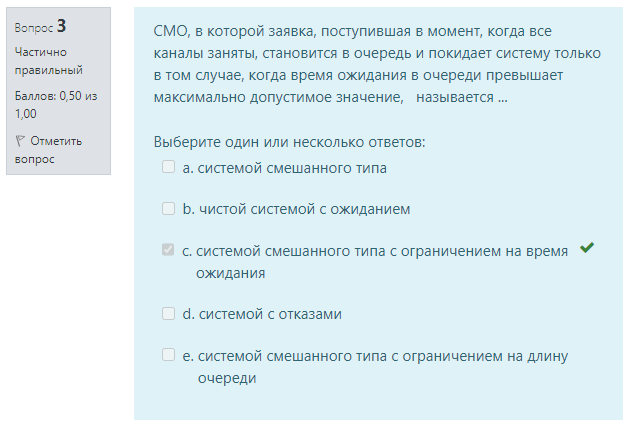 Вопрос 3
Частично
правильный
Баллов: 0,50 из
1,00
Отметить
вопрос
СМО, в которой заявка, поступившая в момент, когда все
каналы заняты, становится в очередь и покидает систему только
в том случае, когда время ожидания в очереди превышает
максимально допустимое значение, называется ...
Выберите один или несколько ответов:
a. системой смешанного типа
b. чистой системой с ожиданием
c. системой смешанного типа с ограничением на время
ожидания
d. системой с отказами
e. системой смешанного типа с ограничением на длину
очереди